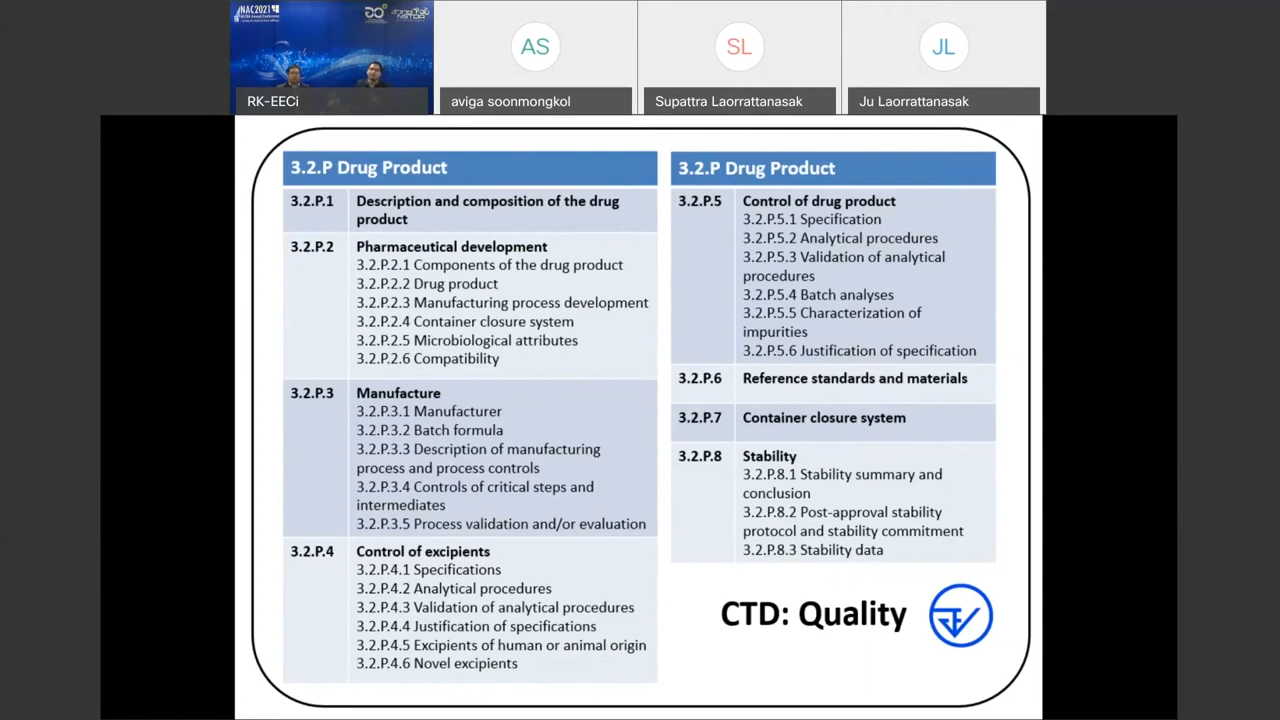 NAC2021
RK-EECi
AS
aviga soonmongkol
SL
Supattra Laorrattanasak
JL
Ju Laorrattanasak
3.2.P Drug Product
3.2.P.1 Description and composition of the drug
product
3.2.P.2 Pharmaceutical development
3.2.P.2.1 Components of the drug product
3.2.P.2.2 Drug product
3.2.P.2.3 Manufacturing process development
3.2.P.2.4 Container closure system
3.2.P.2.5 Microbiological attributes
3.2.P.2.6 Compatibility
3.2.P.3 Manufacture
3.2.P.3.1 Manufacturer
3.2.P.3.2 Batch formula
3.2.P.3.3 Description of manufacturing
process and process controls
3.2.P.3.4 Controls of critical steps and
intermediates
3.2.P.3.5 Process validation and/or evaluation
3.2.P.4 Control of excipients
3.2.P.4.1 Specifications
3.2.P.4.2 Analytical procedures
3.2.P.4.3 Validation of analytical procedures
3.2.P.4.4 Justification of specifications
3.2.P.4.5 Excipients of human or animal origin
3.2.P.4.6 Novel excipients
3.2.P Drug Product
3.2.P.5 Control of drug product
3.2.P.5.1 Specification
3.2.P.5.2 Analytical procedures
3.2.P.5.3 Validation of analytical
procedures
3.2.P.5.4 Batch analyses
3.2.P.5.5 Characterization of
impurities
3.2.P.5.6 Justification of specification
3.2.P.6 Reference standards and materials
3.2.P.7 Container closure system
3.2.P.8 Stability
3.2.P.8.1 Stability summary and
conclusion
3.2.P.8.2 Post-approval stability
protocol and stability commitment
3.2.P.8.3 Stability data
CTD: Quality